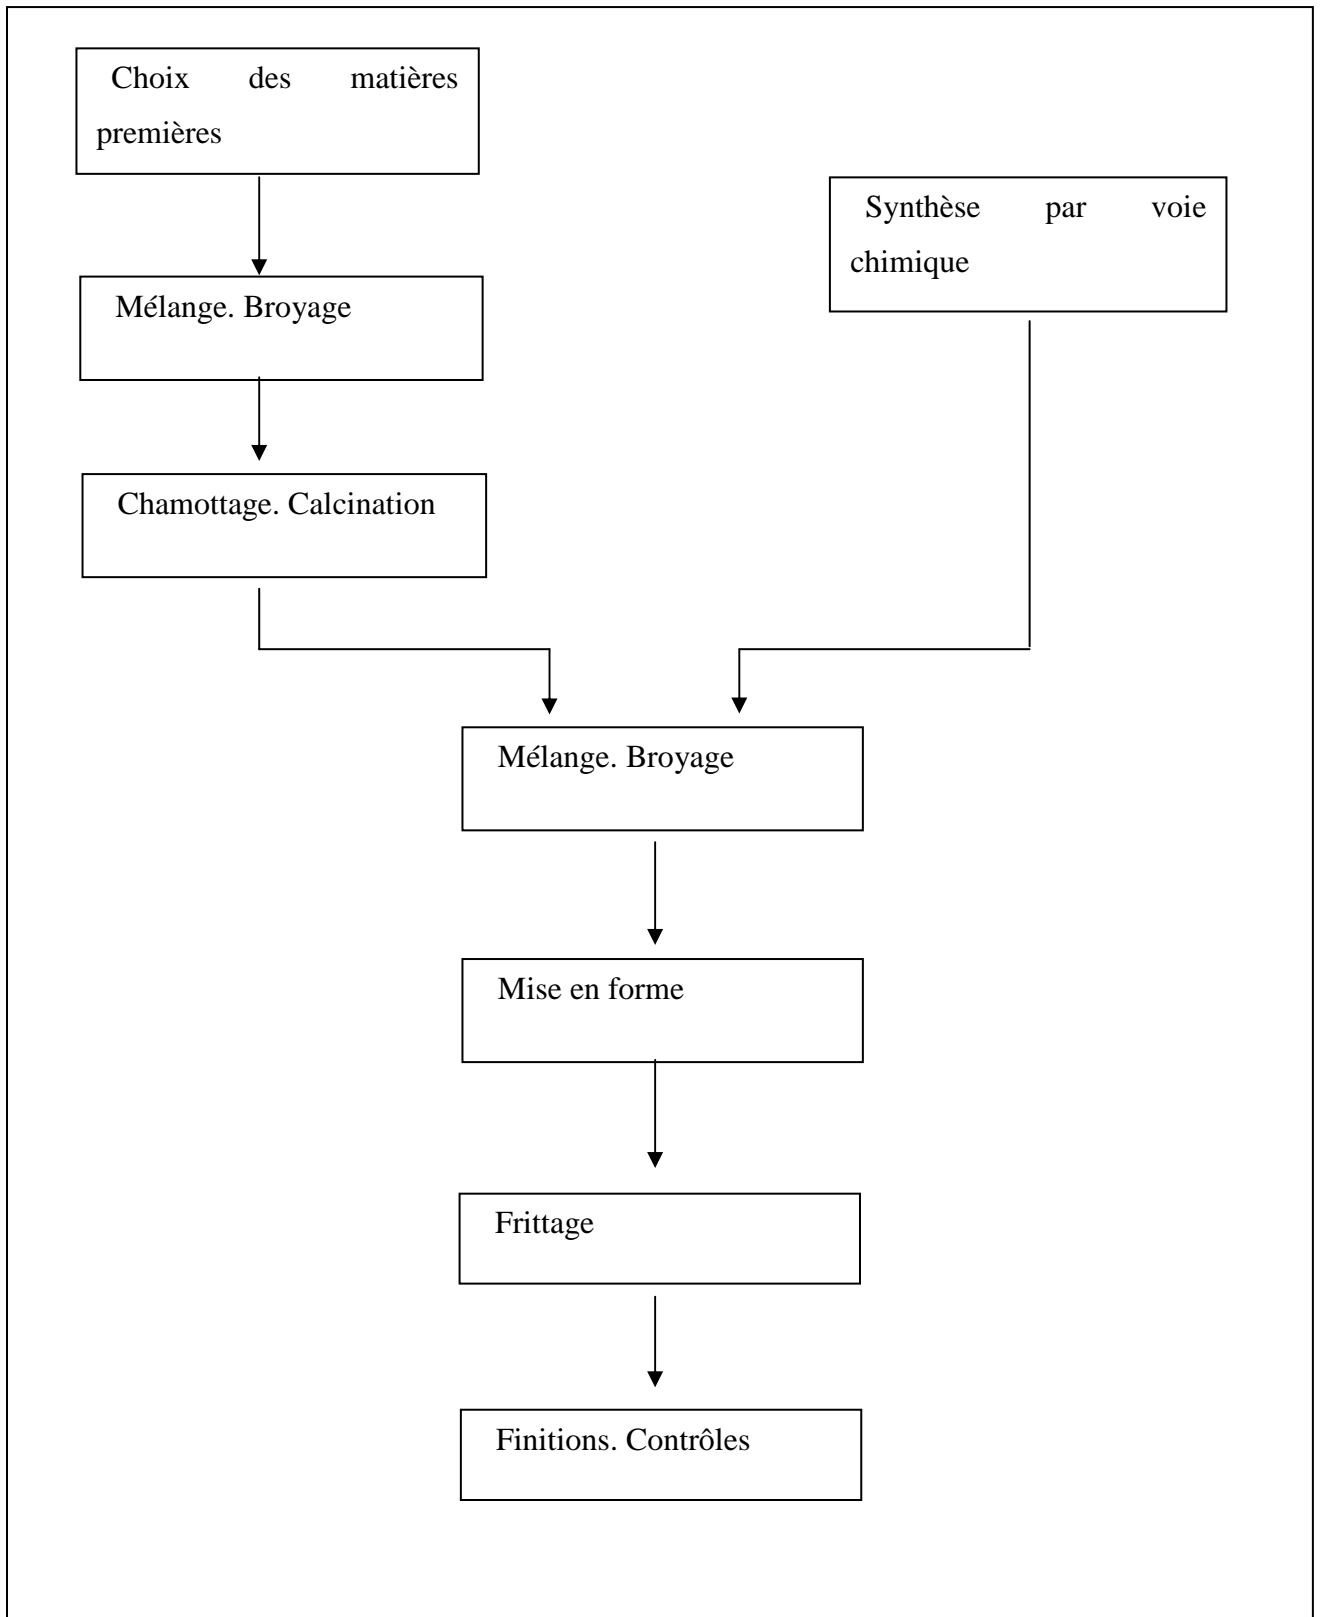 Choix des matières
premières
Synthèse par voie
chimique
Mélange. Broyage
Chamottage. Calcination
Mélange. Broyage
Mise en forme
Frittage
Finitions. Contrôles